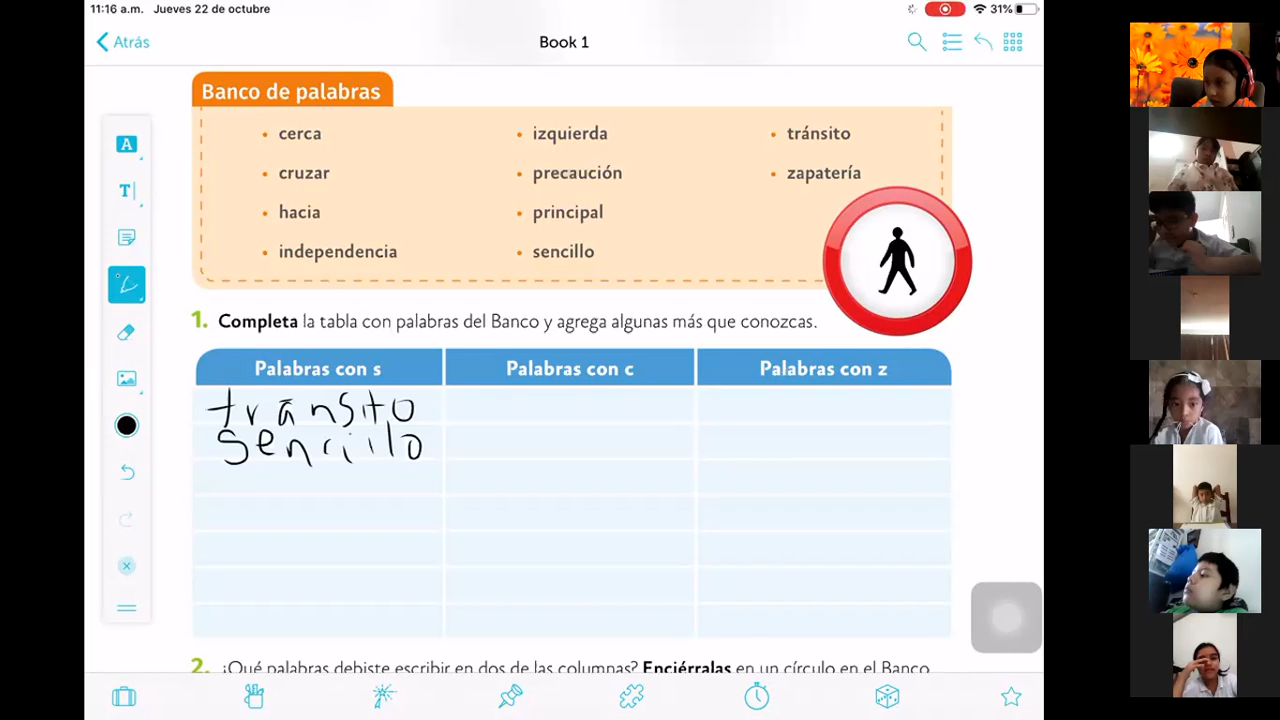 11:16 a.m. Jueves 22 de octubre
31%
Atrás
Book 1
Banco de palabras
• cerca
• cruzar
• hacia
• independencia
• izquierda
• precaución
• principal
• sencillo
• tránsito
• zapatería
1. Completa la tabla con palabras del Banco y agrega algunas más que conozcas.
Palabras con s
Palabras con c
Palabras con z
tránsito
sencillo
2. ¿Qué palabras debiste escribir en dos de las columnas? Enciérralas en un círculo en el Banco
A
T